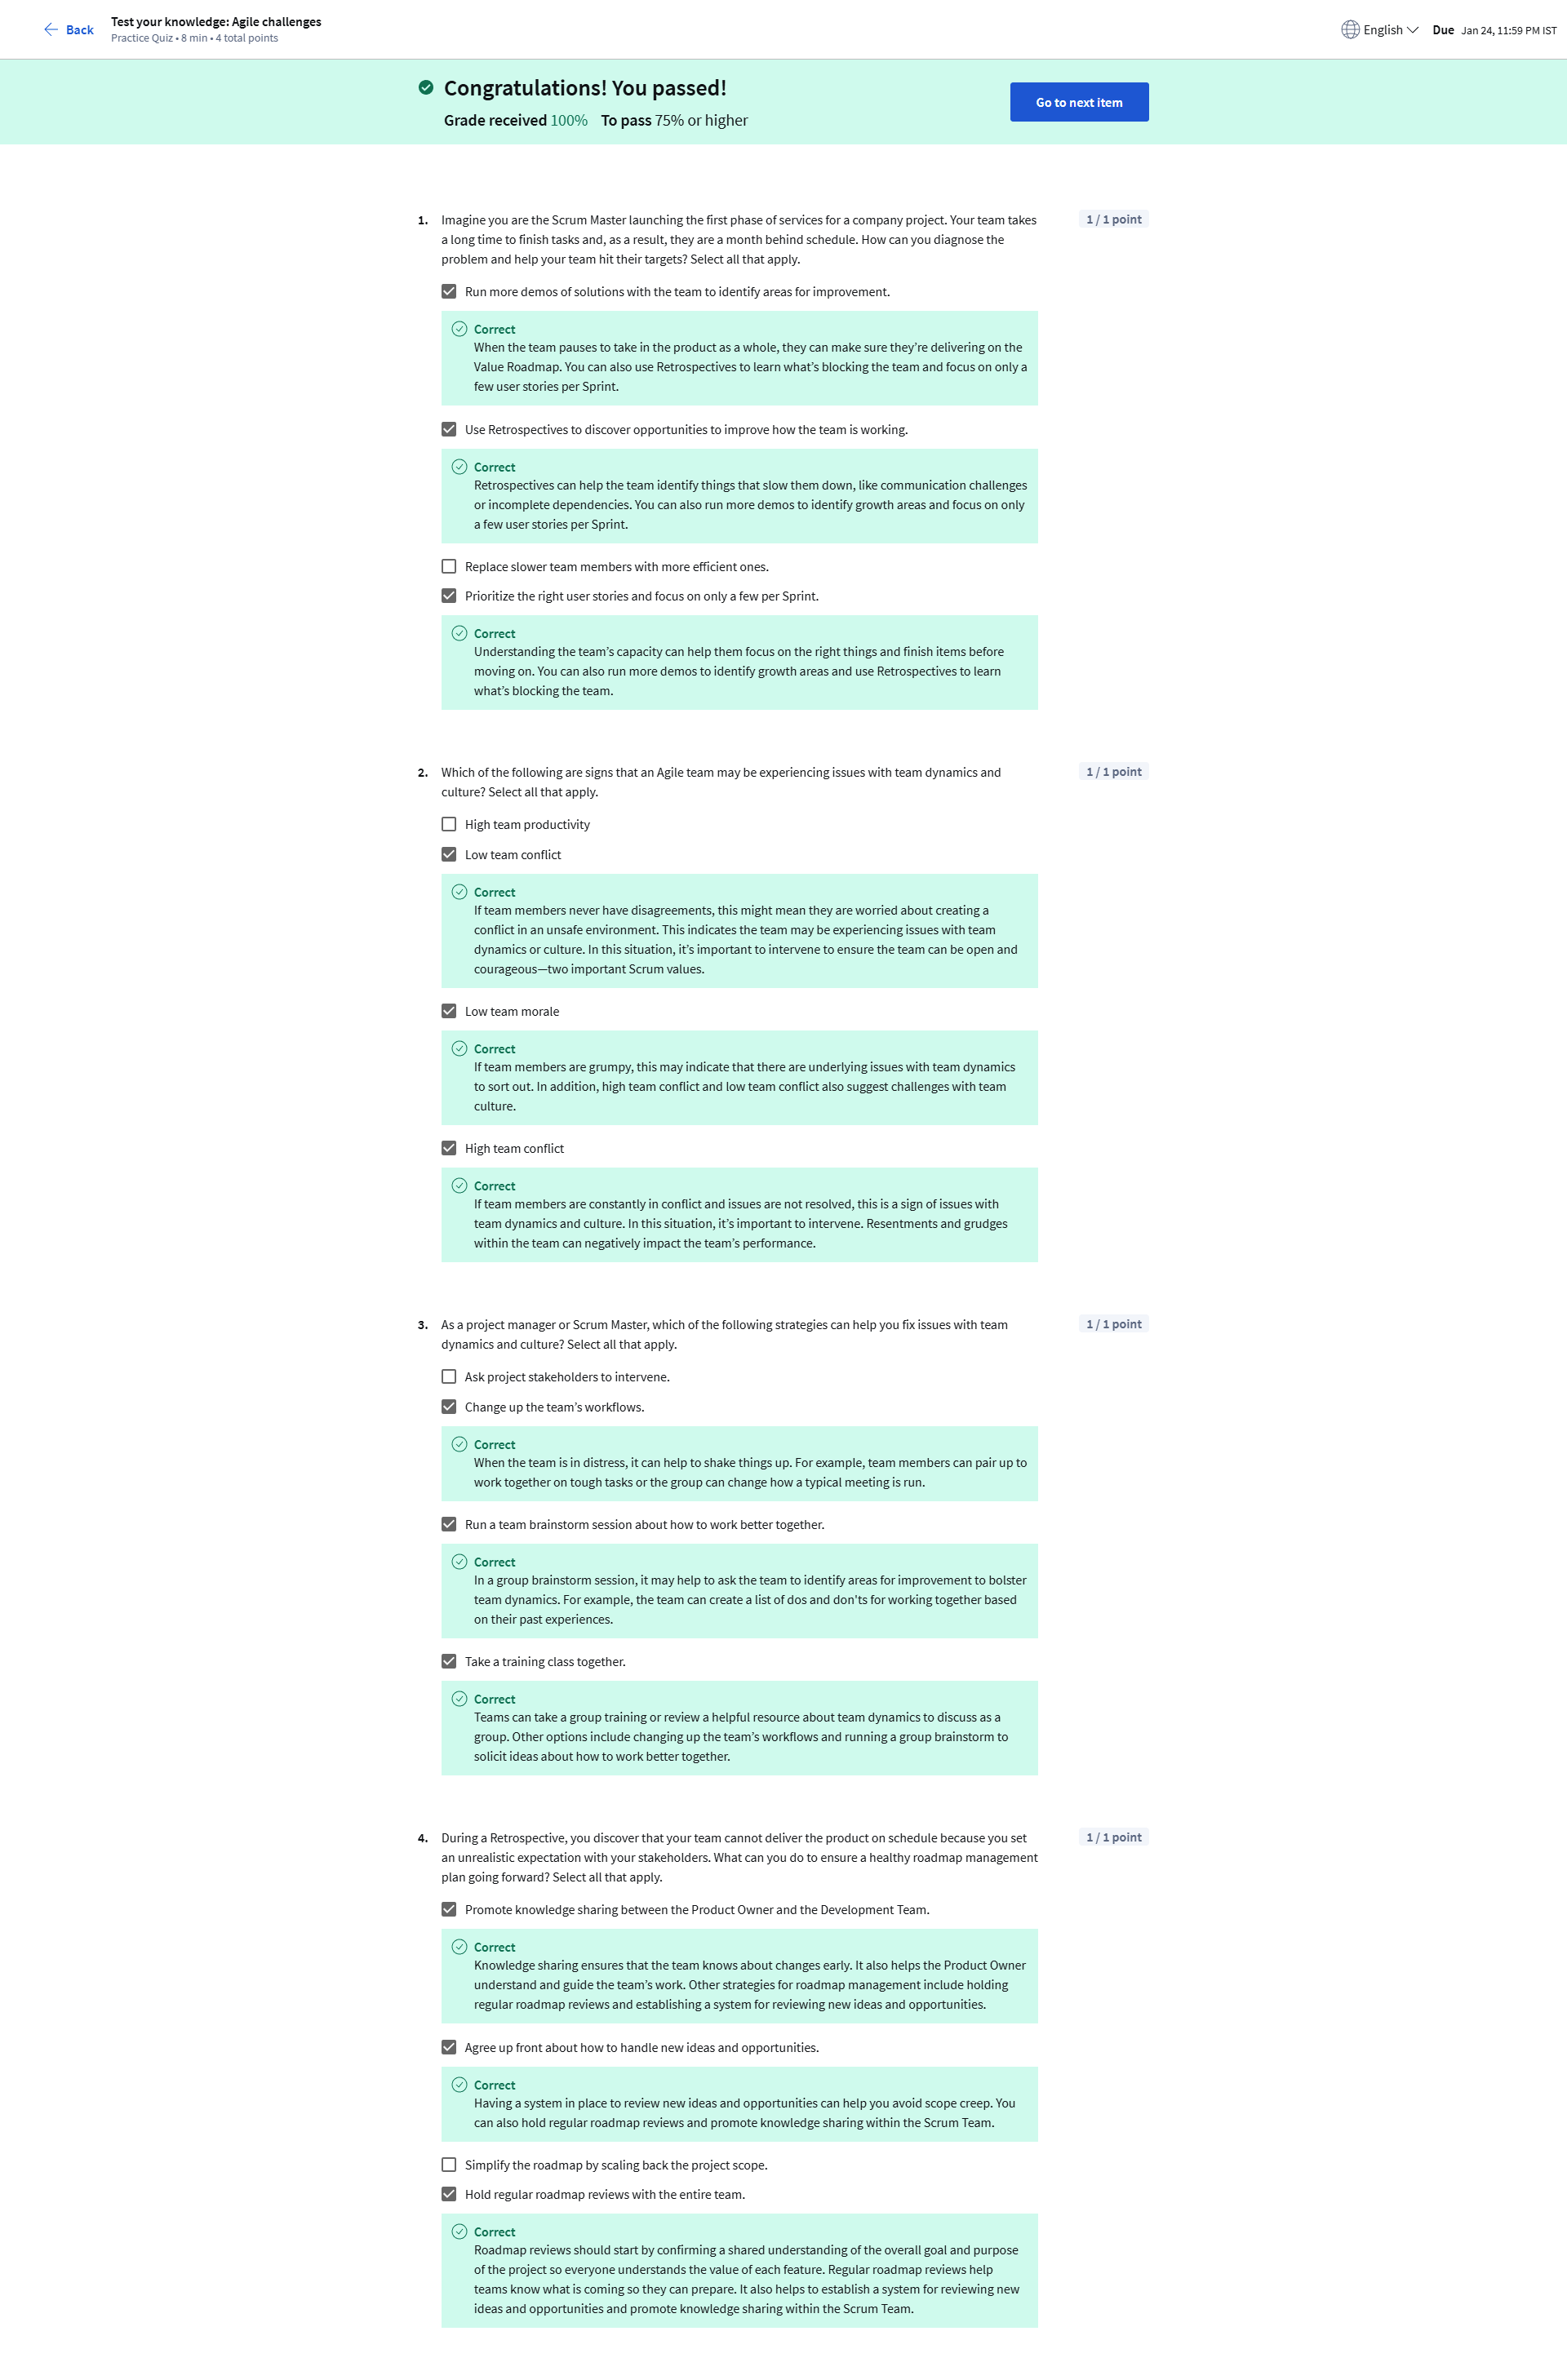 Back
Test your knowledge: Agile challenges
Practice Quiz • 8 min • 4 total points
English
Due Jan 24, 11:59 PM IST
Congratulations! You passed!
Grade received 100% To pass 75% or higher
Go to next item
1. Imagine you are the Scrum Master launching the first phase of services for a company project. Your team takes
a long time to finish tasks and, as a result, they are a month behind schedule. How can you diagnose the
problem and help your team hit their targets? Select all that apply.
1 / 1 point
Run more demos of solutions with the team to identify areas for improvement.
Correct
When the team pauses to take in the product as a whole, they can make sure they’re delivering on the
Value Roadmap. You can also use Retrospectives to learn what’s blocking the team and focus on only a
few user stories per Sprint.
Use Retrospectives to discover opportunities to improve how the team is working.
Correct
Retrospectives can help the team identify things that slow them down, like communication challenges
or incomplete dependencies. You can also run more demos to identify growth areas and focus on only
a few user stories per Sprint.
Replace slower team members with more efficient ones.
Prioritize the right user stories and focus on only a few per Sprint.
Correct
Understanding the team’s capacity can help them focus on the right things and finish items before
moving on. You can also run more demos to identify growth areas and use Retrospectives to learn
what’s blocking the team.
2. Which of the following are signs that an Agile team may be experiencing issues with team dynamics and
culture? Select all that apply.
1 / 1 point
High team productivity
Low team conflict
Correct
If team members never have disagreements, this might mean they are worried about creating a
conflict in an unsafe environment. This indicates the team may be experiencing issues with team
dynamics or culture. In this situation, it’s important to intervene to ensure the team can be open and
courageous—two important Scrum values.
Low team morale
Correct
If team members are grumpy, this may indicate that there are underlying issues with team dynamics
to sort out. In addition, high team conflict and low team conflict also suggest challenges with team
culture.
High team conflict
Correct
If team members are constantly in conflict and issues are not resolved, this is a sign of issues with
team dynamics and culture. In this situation, it’s important to intervene. Resentments and grudges
within the team can negatively impact the team’s performance.
3. As a project manager or Scrum Master, which of the following strategies can help you fix issues with team
dynamics and culture? Select all that apply.
1 / 1 point
Ask project stakeholders to intervene.
Change up the team’s workflows.
Correct
When the team is in distress, it can help to shake things up. For example, team members can pair up to
work together on tough tasks or the group can change how a typical meeting is run.
Run a team brainstorm session about how to work better together.
Correct
In a group brainstorm session, it may help to ask the team to identify areas for improvement to bolster
team dynamics. For example, the team can create a list of dos and don'ts for working together based
on their past experiences.
Take a training class together.
Correct
Teams can take a group training or review a helpful resource about team dynamics to discuss as a
group. Other options include changing up the team’s workflows and running a group brainstorm to
solicit ideas about how to work better together.
4. During a Retrospective, you discover that your team cannot deliver the product on schedule because you set
an unrealistic expectation with your stakeholders. What can you do to ensure a healthy roadmap management
plan going forward? Select all that apply.
1 / 1 point
Promote knowledge sharing between the Product Owner and the Development Team.
Correct
Knowledge sharing ensures that the team knows about changes early. It also helps the Product Owner
understand and guide the team’s work. Other strategies for roadmap management include holding
regular roadmap reviews and establishing a system for reviewing new ideas and opportunities.
Agree up front about how to handle new ideas and opportunities.
Correct
Having a system in place to review new ideas and opportunities can help you avoid scope creep. You
can also hold regular roadmap reviews and promote knowledge sharing within the Scrum Team.
Simplify the roadmap by scaling back the project scope.
Hold regular roadmap reviews with the entire team.
Correct
Roadmap reviews should start by confirming a shared understanding of the overall goal and purpose
of the project so everyone understands the value of each feature. Regular roadmap reviews help
teams know what is coming so they can prepare. It also helps to establish a system for reviewing new
ideas and opportunities and promote knowledge sharing within the Scrum Team.